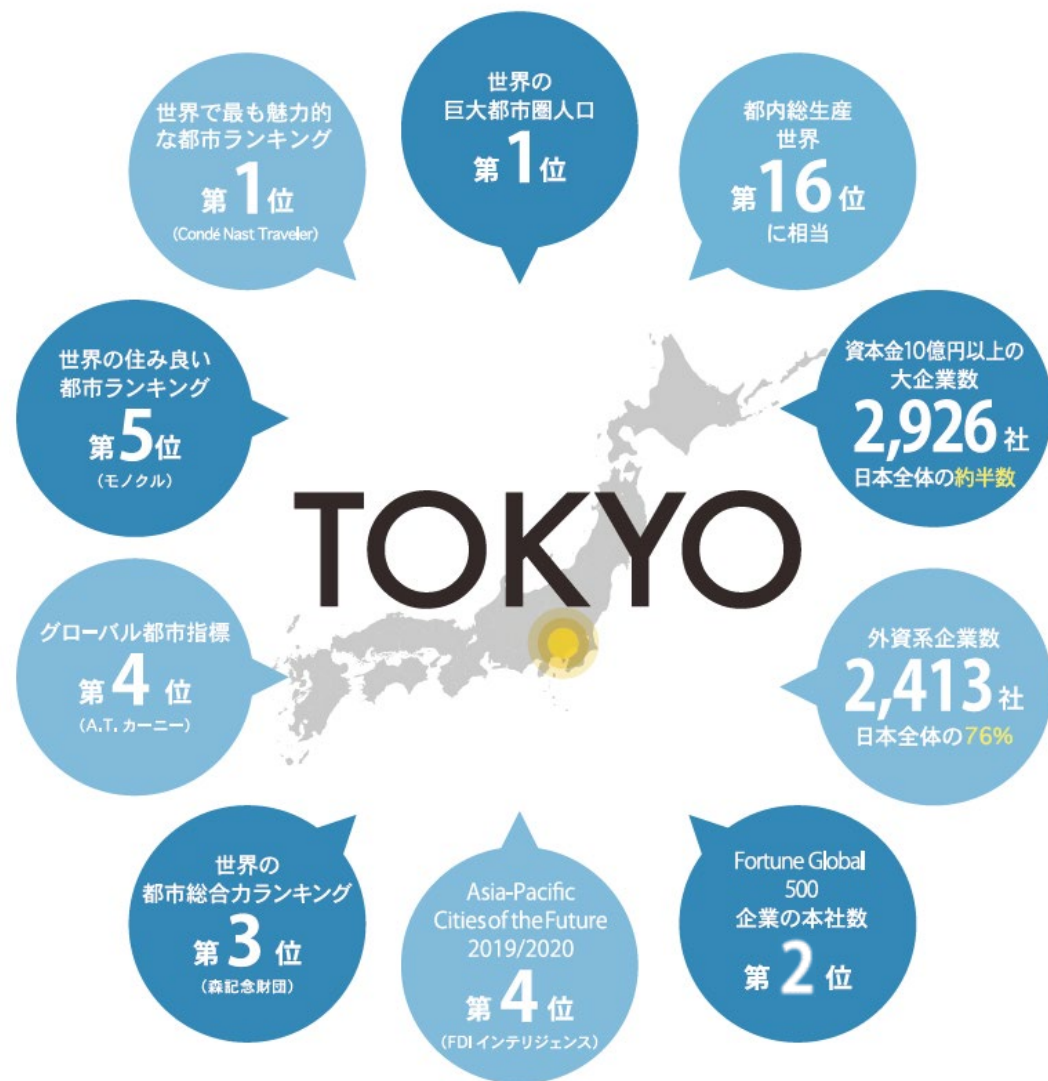 世界の
巨大都市圏人口
第1位
都内総生産
世界
第16位
に相当
資本金10億円以上の
大企業数
2,926社
日本全体の約半数
外資系企業数
2,413社
日本全体の76%
Fortune Global
500
企業の本社数
第2位
Asia-Pacific
Cities of the Future
2019/2020
第4位
(FDI インテリジェンス)
世界の
都市総合力ランキング
第3位
(森記念財団)
グローバル都市指標
第4位
(A.T. カーニー)
世界の住み良い
都市ランキング
第5位
(モノクル)
世界で最も魅力的
な都市ランキング
第1位
(Condé Nast Traveler)
TOKYO